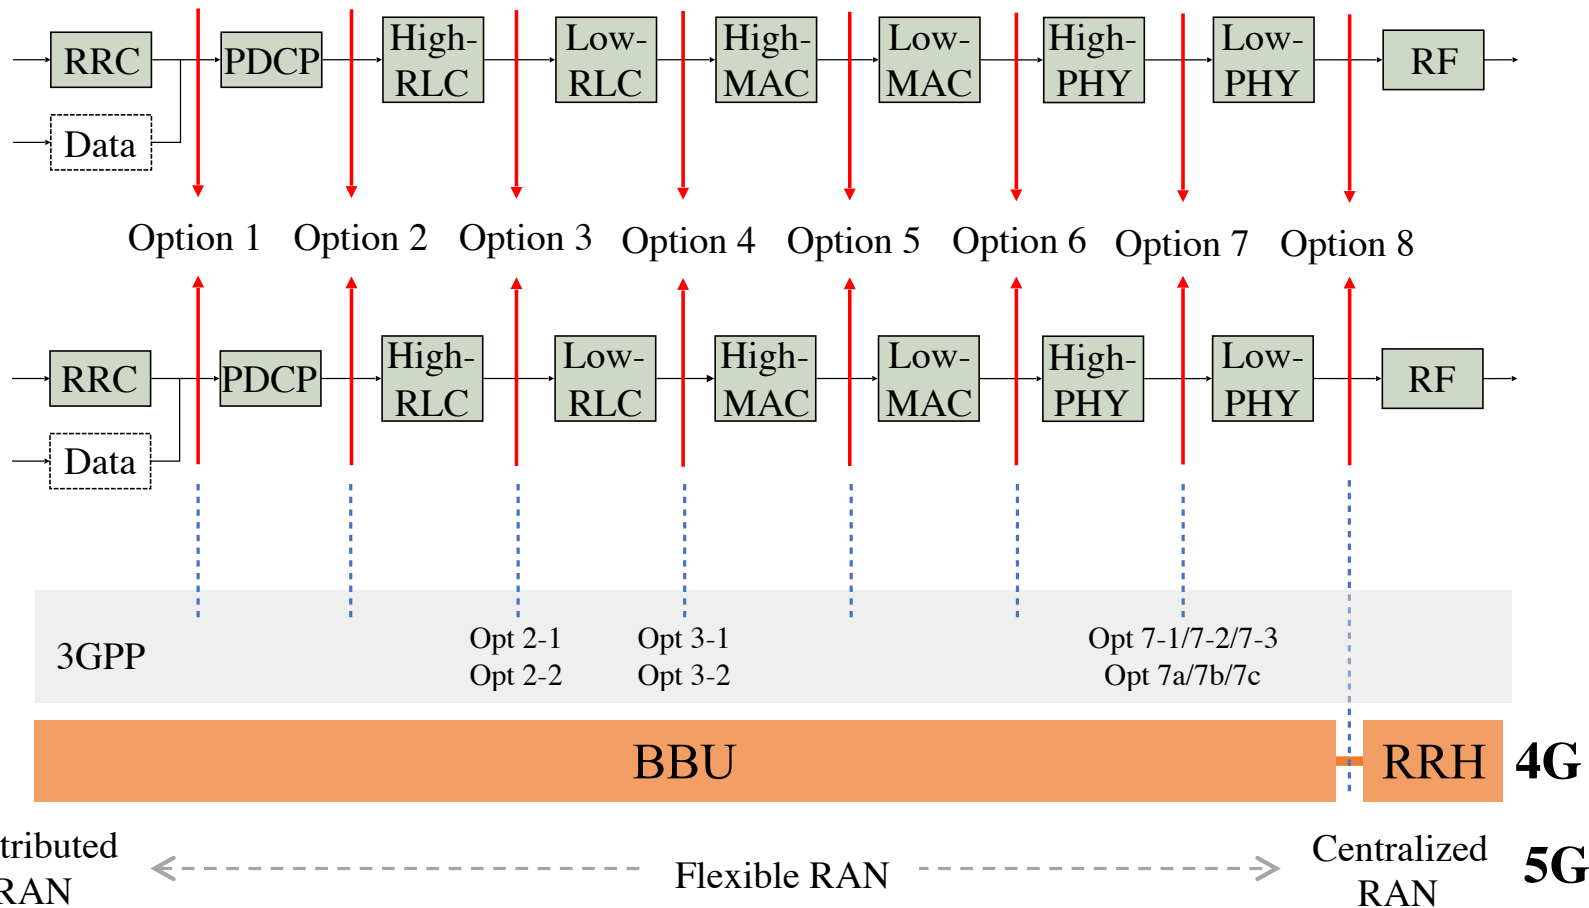 RRC
PDCP
High-
RLC
Low-
RLC
High-
MAC
Low-
MAC
High-
PHY
Low-
PHY
RF
Data
Option 1
Option 2
Option 3
Option 4
Option 5
Option 6
Option 7
Option 8
RRC
PDCP
High-
RLC
Low-
RLC
High-
MAC
Low-
MAC
High-
PHY
Low-
PHY
RF
Data
3GPP
Opt 2-1
Opt 2-2
Opt 3-1
Opt 3-2
Opt 7-1/7-2/7-3
Opt 7a/7b/7c
BBU
RRH
4G
tributed
RAN
Flexible RAN
Centralized
RAN
5G